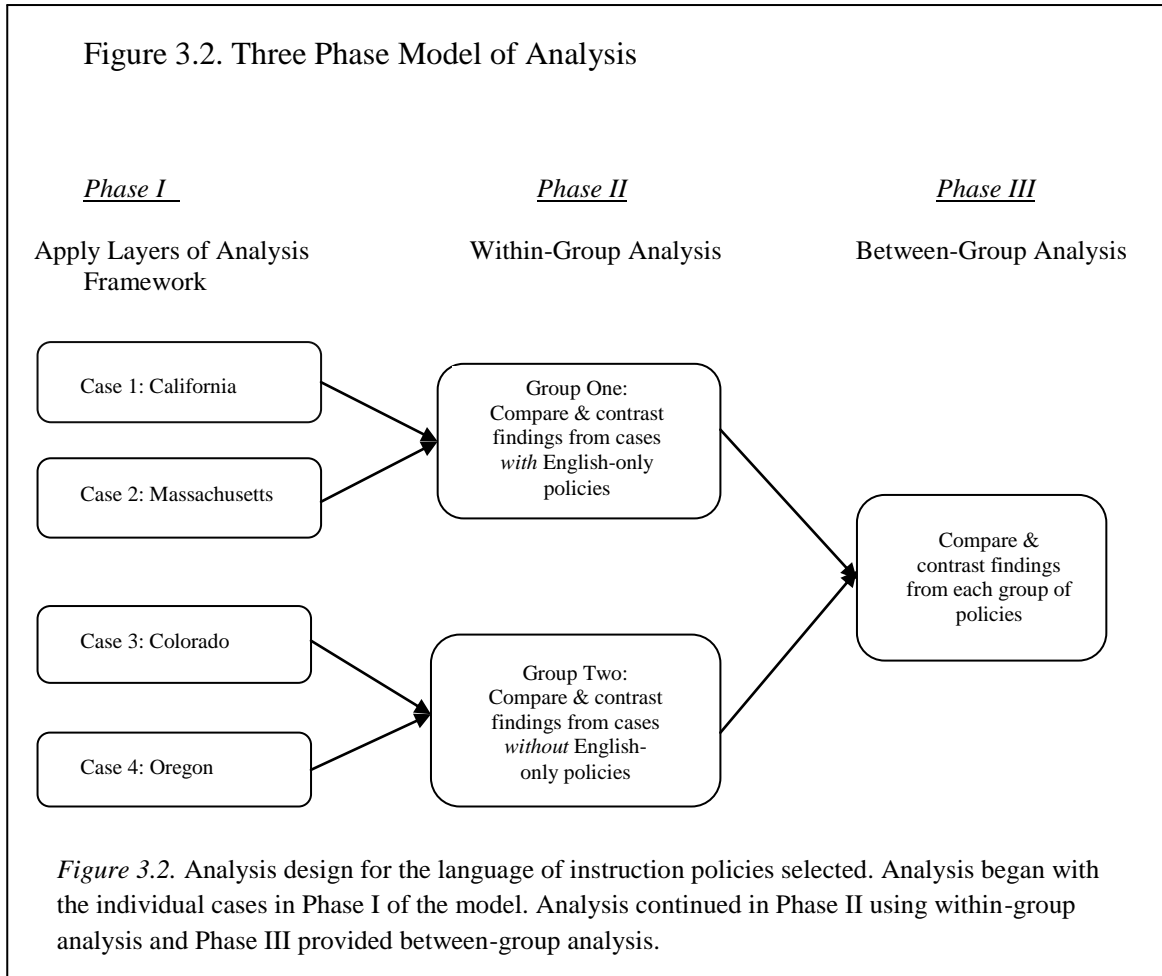 Figure 3.2. Three Phase Model of Analysis
Phase I
Phase II
Phase III
Apply Layers of Analysis
Framework
Within-Group Analysis
Between-Group Analysis
Case 1: California
Case 2: Massachusetts
Case 3: Colorado
Case 4: Oregon
Group One:
Compare & contrast
findings from cases
with English-only
policies
Group Two:
Compare & contrast
findings from cases
without English-
only policies
Compare &
contrast findings
from each group of
policies
Figure 3.2. Analysis design for the language of instruction policies selected. Analysis began with
the individual cases in Phase I of the model. Analysis continued in Phase II using within-group
analysis and Phase III provided between-group analysis.